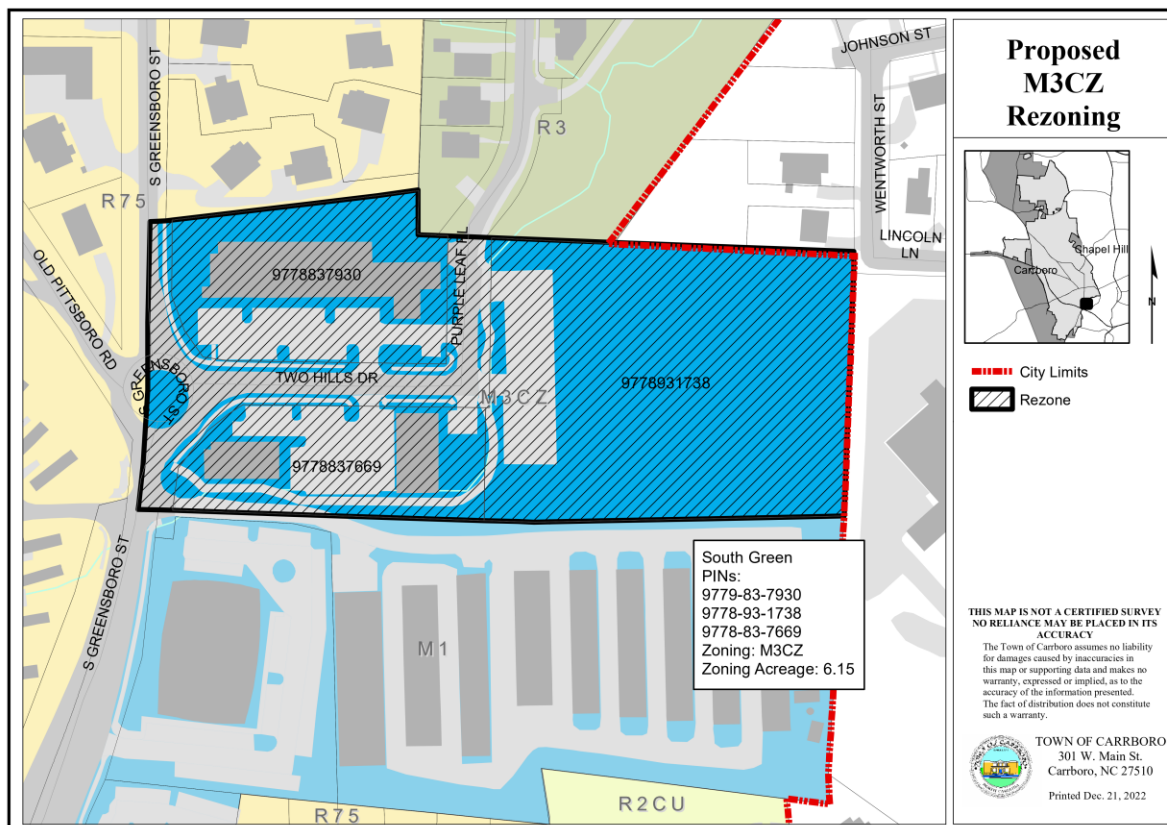 Proposed
M3CZ
Rezoning
JOHNSON ST
WENTWORTH ST
LINCOLN
LN
S GREENSBORO ST
R75
R3
OLD PITTSBORO RD
PURPLE LEAF PL
9778837930
S GREENSBORO
ST
TWO HILLS DR
M3CZ
9778931738
9778837669
S GREENSBORO ST
M1
South Green
PINs:
9779-83-7930
9778-93-1738
9778-83-7669
Zoning: M3CZ
Zoning Acreage: 6.15
R75
R2CU
Chapel Hill
Carrboro
N
City Limits
Rezone
THIS MAP IS NOT A CERTIFIED SURVEY
NO RELIANCE MAY BE PLACED IN ITS
ACCURACY
The Town of Carrboro assumes no liability
for damages caused by inaccuracies in
this map or supporting data and makes no
warranty, expressed or implied, as to the
accuracy of the information presented.
The fact of distribution does not constitute
such a warranty.
TOWN OF CARRBORO
301 W. Main St.
Carrboro, NC 27510
Printed Dec. 21, 2022